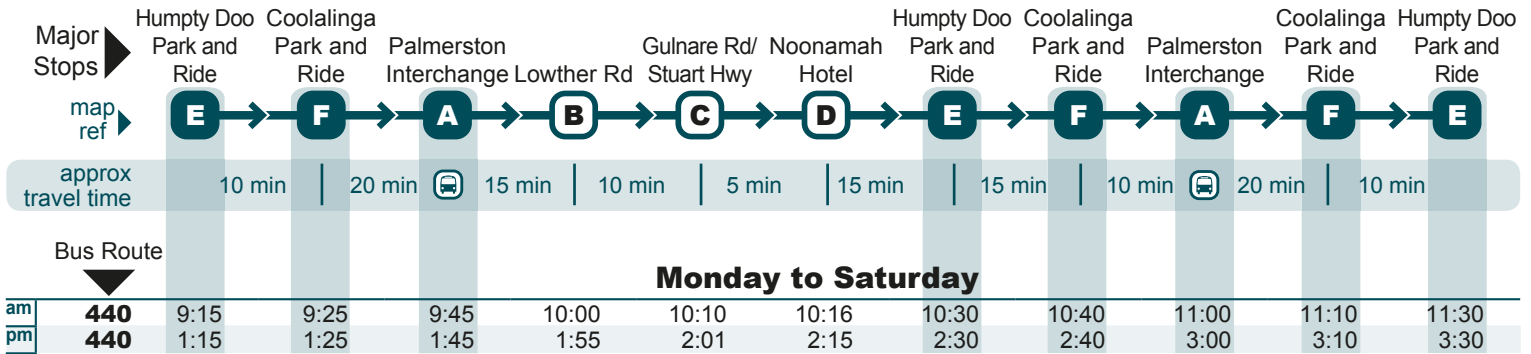 Major Stops
Humpty Doo Park and Ride
Coolalinga Park and Ride
Palmerston Interchange
Lowther Rd
Gulnare Rd/ Stuart Hwy
Noonamah Hotel
Humpty Doo Park and Ride
Coolalinga Park and Ride
Palmerston Interchange
Coolalinga Park and Ride
Humpty Doo Park and Ride
map ref
E F A B C D E F A F E
approx travel time
10 min 20 min 15 min 10 min 5 min 15 min 15 min 10 min 20 min 10 min
Bus Route
Monday to Saturday
am 440 9:15 9:25 9:45 10:00 10:10 10:16 10:30 10:40 11:00 11:10 11:30
pm 440 1:15 1:25 1:45 1:55 2:01 2:15 2:30 2:40 3:00 3:10 3:30